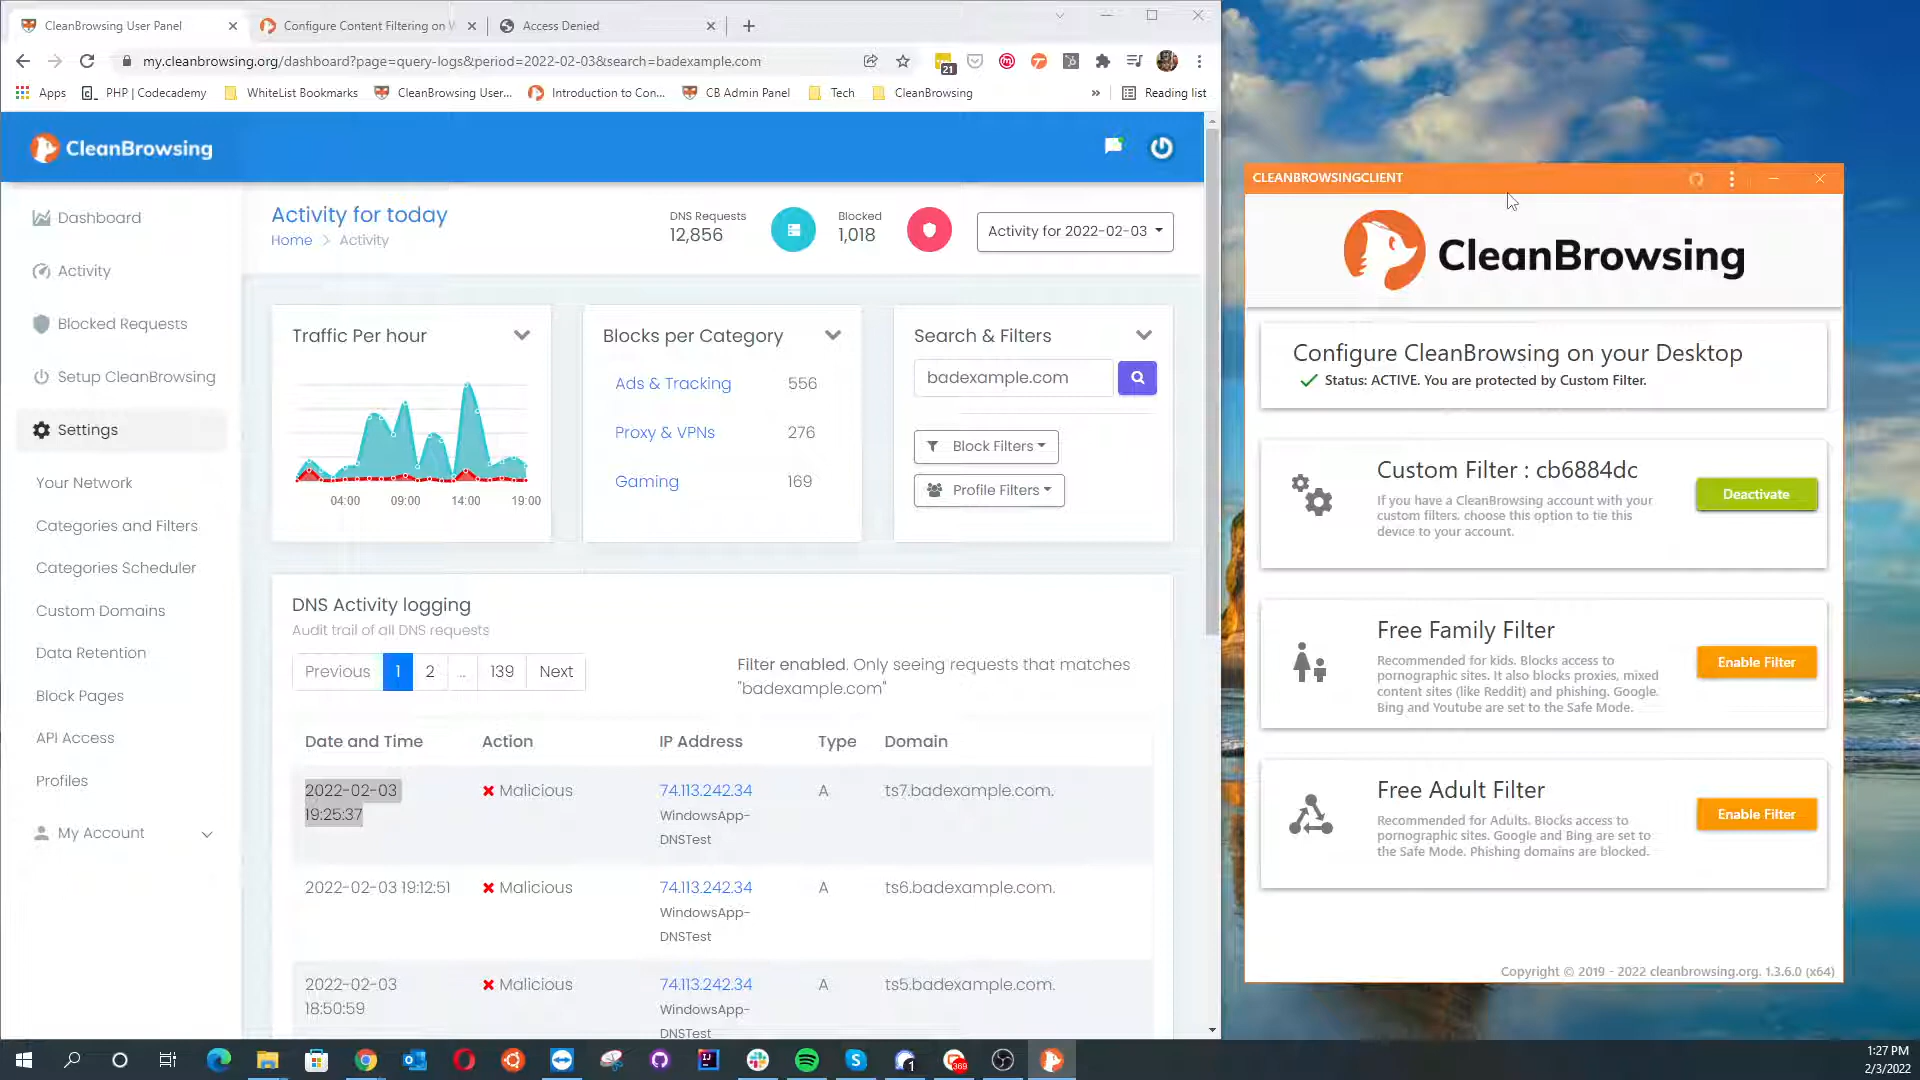 CleanBrowsing User Panel
Configure Content Filtering on
Access Denied
my.cleanbrowsing.org/dashboard?page=query-logs&period=2022-02-03&search=badexample.com
21
Apps
PHP | Codecademy
WhiteList Bookmarks
CleanBrowsing User...
Introduction to Con...
CB Admin Panel
Tech
CleanBrowsing
»
Reading list
CleanBrowsing
Dashboard
Activity
Blocked Requests
Setup CleanBrowsing
Settings
Your Network
Categories and Filters
Categories Scheduler
Custom Domains
Data Retention
Block Pages
API Access
Profiles
My Account
Activity for today
Home > Activity
DNS Requests
12,856
Blocked
1,018
Activity for 2022-02-03
Traffic Per hour
04:00 09:00 14:00 19:00
Blocks per Category
Ads & Tracking 556
Proxy & VPNs 276
Gaming 169
Search & Filters
badexample.com
Block Filters
Profile Filters
DNS Activity logging
Audit trail of all DNS requests
Previous 1 2 ... 139 Next
Filter enabled. Only seeing requests that matches
"badexample.com"
Date and Time Action IP Address Type Domain
2022-02-03
19:25:37
Malicious
74.113.242.34
WindowsApp-
DNSTest
A
ts7.badexample.com.
2022-02-03 19:12:51
Malicious
74.113.242.34
WindowsApp-
DNSTest
A
ts6.badexample.com.
2022-02-03
18:50:59
Malicious
74.113.242.34
WindowsApp-
DNSTest
A
ts5.badexample.com.
CLEANBROWSINGCLIENT
CleanBrowsing
Configure CleanBrowsing on your Desktop
Status: ACTIVE. You are protected by Custom Filter.
Custom Filter : cb6884dc
If you have a CleanBrowsing account with your
custom filters. choose this option to tie this
device to your account.
Deactivate
Free Family Filter
Recommended for kids. Blocks access to
pornographic sites. It also blocks proxies, mixed
content sites (like Reddit) and phishing. Google.
Bing and Youtube are set to the Safe Mode.
Enable Filter
Free Adult Filter
Recommended for Adults. Blocks access to
pornographic sites. Google and Bing are set to
the Safe Mode. Phishing domains are blocked.
Enable Filter
Copyright © 2019 - 2022 cleanbrowsing.org. 1.3.6.0 (x64)
1:27 PM
2/3/2022